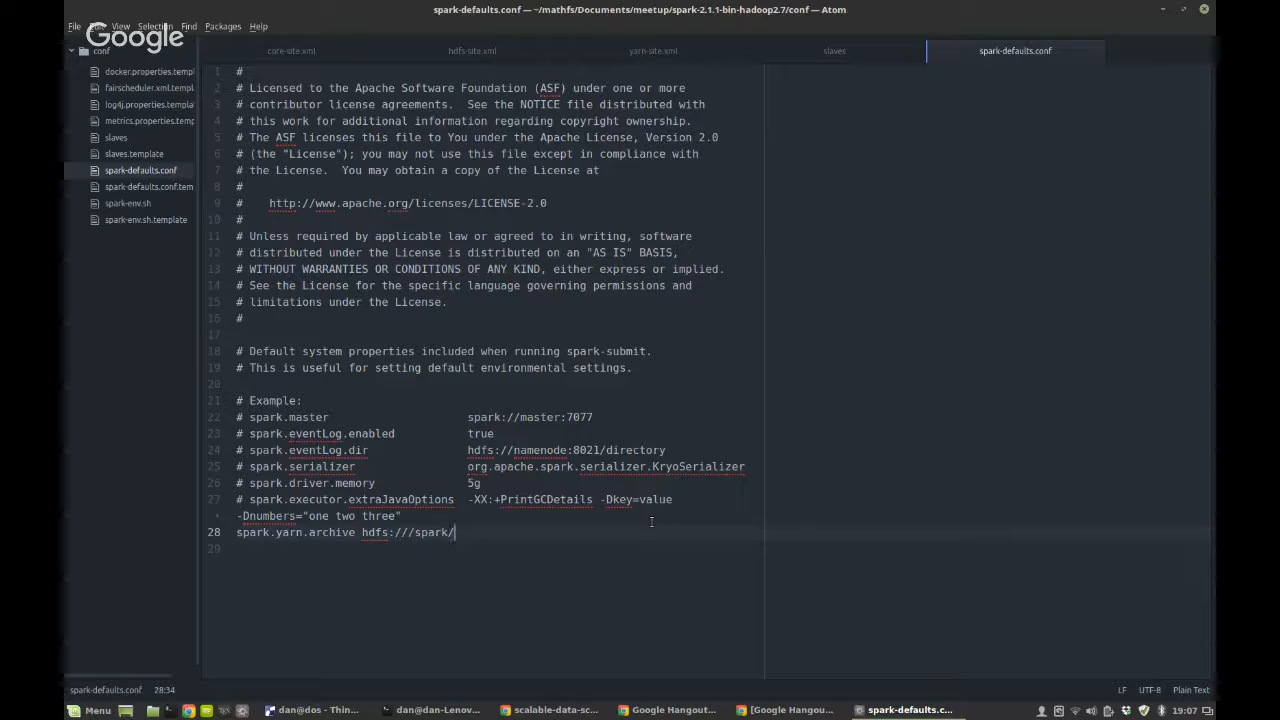 spark-defaults.conf — ~/mathfs/Documents/meetup/spark-2.1.1-bin-hadoop2.7/conf — Atom
File Edit View Selection Find Packages Help
Google
conf
core-site.xml hdfs-site.xml yarn-site.xml slaves spark-defaults.conf
docker.properties.templ
fairscheduler.xml.templ
log4j.properties.templa
metrics.properties.temp
slaves
slaves.template
spark-defaults.conf
spark-defaults.conf.tem
spark-env.sh
spark-env.sh.template
1 #
2 # Licensed to the Apache Software Foundation (ASF) under one or more
3 # contributor license agreements.  See the NOTICE file distributed with
4 # this work for additional information regarding copyright ownership.
5 # The ASF licenses this file to You under the Apache License, Version 2.0
6 # (the "License"); you may not use this file except in compliance with
7 # the License.  You may obtain a copy of the License at
8 #
9 #    http://www.apache.org/licenses/LICENSE-2.0
10 #
11 # Unless required by applicable law or agreed to in writing, software
12 # distributed under the License is distributed on an "AS IS" BASIS,
13 # WITHOUT WARRANTIES OR CONDITIONS OF ANY KIND, either express or implied.
14 # See the License for the specific language governing permissions and
15 # limitations under the License.
16 #
17
18 # Default system properties included when running spark-submit.
19 # This is useful for setting default environmental settings.
20
21 # Example:
22 # spark.master                     spark://master:7077
23 # spark.eventLog.enabled           true
24 # spark.eventLog.dir               hdfs://namenode:8021/directory
25 # spark.serializer                 org.apache.spark.serializer.KryoSerializer
26 # spark.driver.memory              5g
27 # spark.executor.extraJavaOptions  -XX:+PrintGCDetails -Dkey=value
• -Dnumbers="one two three"
28 spark.yarn.archive hdfs:///spark/
29
spark-defaults.conf 28:34 LF UTF-8 Plain Text
Menu dan@dos - Thin... dan@dan-Lenov... scalable-data-sc... Google Hangout... [Google Hangou... spark-defaults.c... 19:07